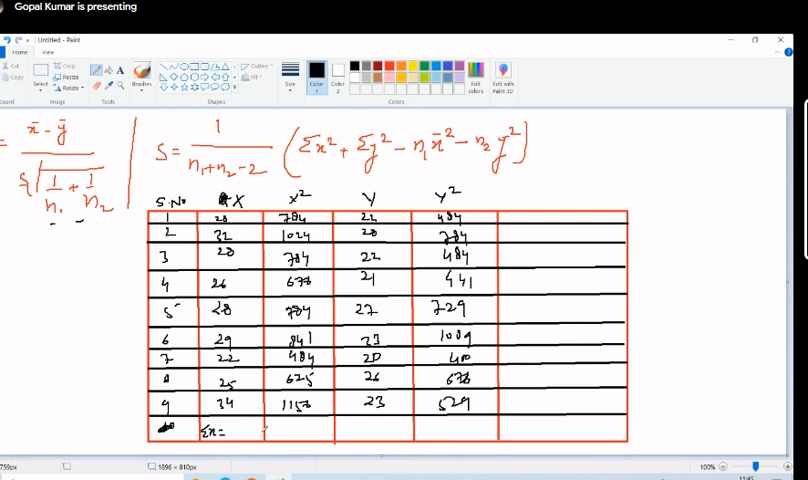 Gopal Kumar is presenting
Untitled - Paint
Home View
Cut
Copy
Select
Resize
Rotate
Brushes
Outline
Fill
Size
Color 1
Color 2
Edit colors
Edit with Paint 3D
Image Tools Shapes Colors
x̄ - ȳ
S√(1/n₁ + 1/n₂)
S = 1/(n₁+n₂-2) (Σx² + Σy² - n₁x̄² - n₂ȳ²)
S.No X X² Y Y²
1 28 784 22 484
2 32 1024 28 784
3 28 784 22 484
4 26 676 21 441
5 28 784 27 729
6 29 841 33 1089
7 22 484 20 400
8 25 625 26 676
9 34 1156 23 529
Σx=
759px 1896 × 810px 100%
11:45